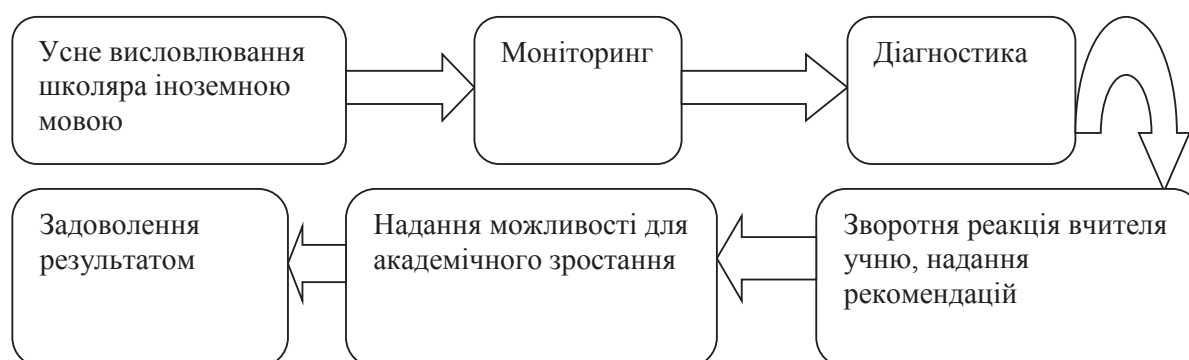 Усне висловлювання
школяра іноземною
мовою
Моніторинг
Діагностика
Зворотня реакція вчителя
учню, надання
рекомендацій
Надання можливості для
академічного зростання
Задоволення
результатом